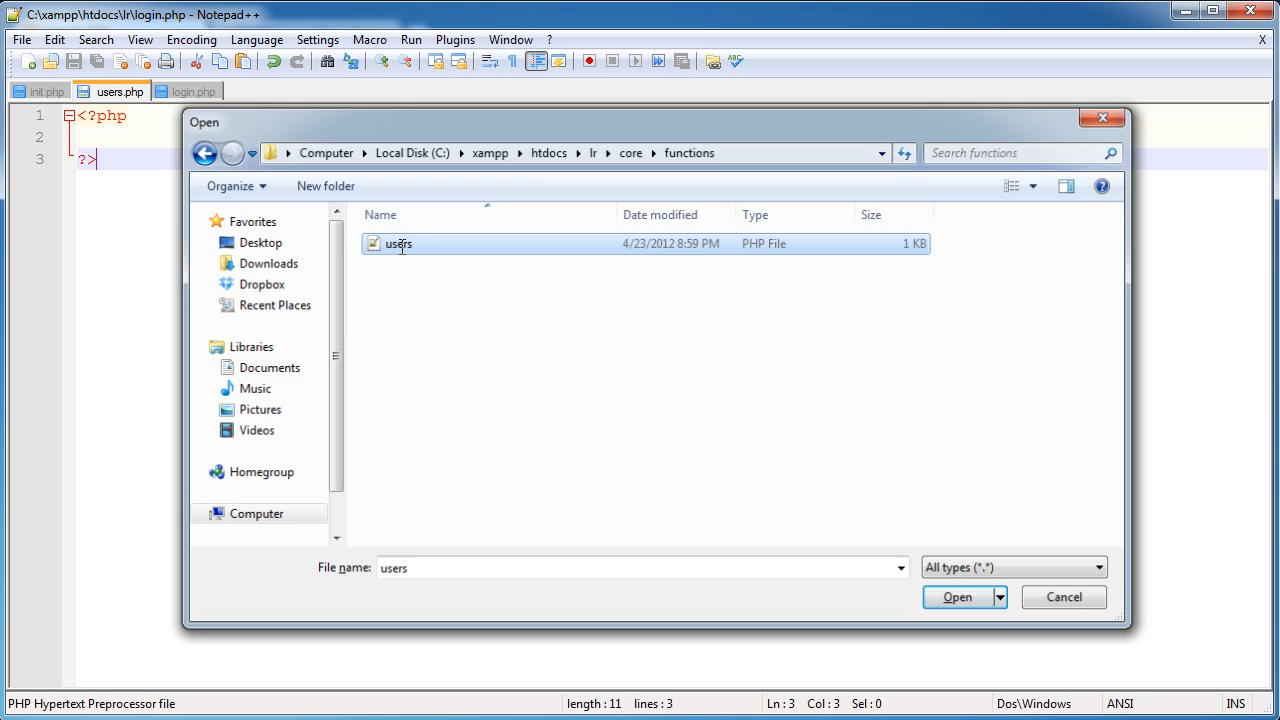 C:\xampp\htdocs\lr\login.php - Notepad++
File Edit Search View Encoding Language Settings Macro Run Plugins Window ? X
init.php users.php login.php
1 <?php
2
3 ?>
Open
Computer Local Disk (C:) xampp htdocs lr core functions Search functions
Organize New folder
Name Date modified Type Size
users 4/23/2012 8:59 PM PHP File 1 KB
Favorites
Desktop
Downloads
Dropbox
Recent Places
Libraries
Documents
Music
Pictures
Videos
Homegroup
Computer
File name: users All types (*.*)
Open Cancel
PHP Hypertext Preprocessor file length : 11 lines : 3 Ln : 3 Col : 3 Sel : 0 Dos\Windows ANSI INS